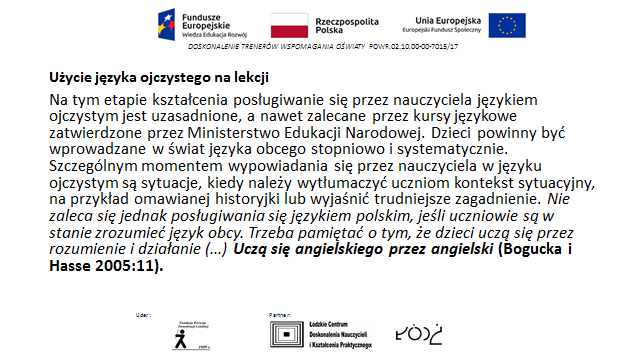 Fundusze
Europejskie
Wiedza Edukacja Rozwój
Rzeczpospolita
Polska
Unia Europejska
Europejski Fundusz Społeczny
DOSKONALENIE TRENERÓW WSPOMAGANIA OŚWIATY POWR.02.10.00-00-7015/17
Użycie języka ojczystego na lekcji
Na tym etapie kształcenia posługiwanie się przez nauczyciela językiem
ojczystym jest uzasadnione, a nawet zalecane przez kursy językowe
zatwierdzone przez Ministerstwo Edukacji Narodowej. Dzieci powinny być
wprowadzane w świat języka obcego stopniowo i systematycznie.
Szczególnym momentem wypowiadania się przez nauczyciela w języku
ojczystym są sytuacje, kiedy należy wytłumaczyć uczniom kontekst sytuacyjny,
na przykład omawianej historyjki lub wyjaśnić trudniejsze zagadnienie. Nie
zaleca się jednak posługiwania się językiem polskim, jeśli uczniowie są w
stanie zrozumieć język obcy. Trzeba pamiętać o tym, że dzieci uczą się przez
rozumienie i działanie (...) Uczą się angielskiego przez angielski (Bogucka i
Hasse 2005:11).
Lider:
Partner:
Fundacja Rozwoju
Demokracji Lokalnej
Łódzkie Centrum
Doskonalenia Nauczycieli
i Kształcenia Praktycznego